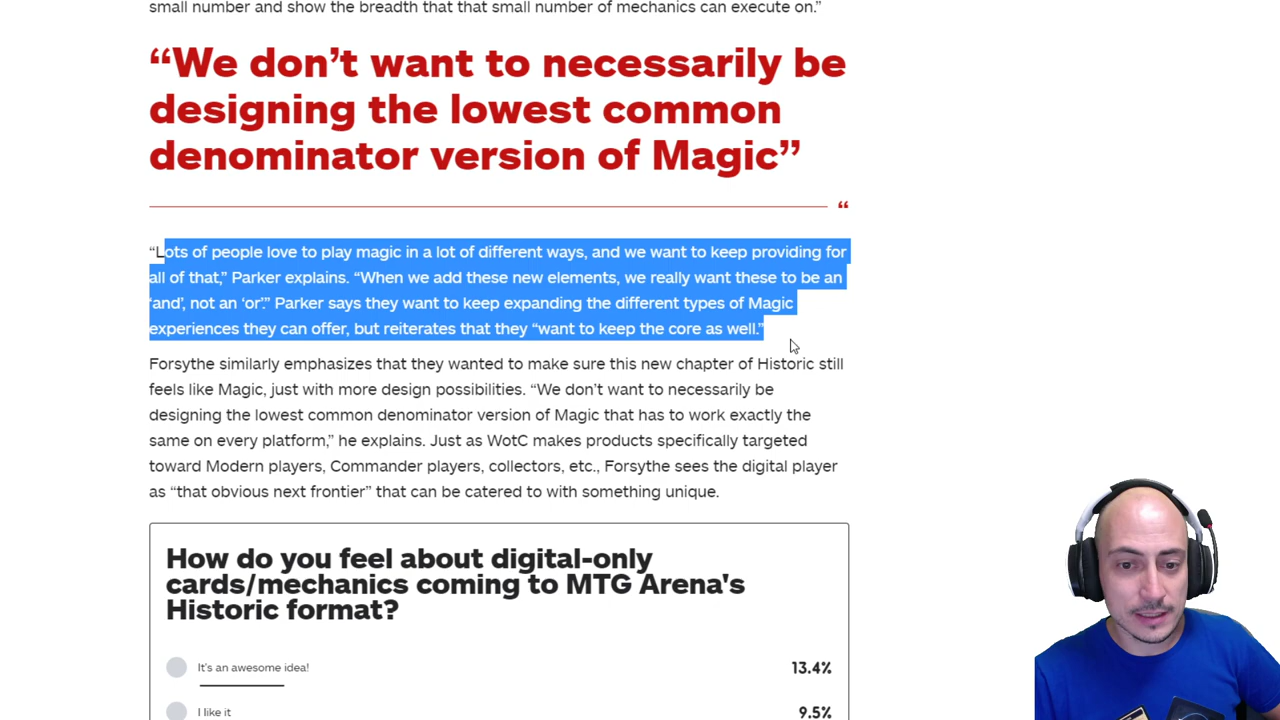 small number and show the breadth that that small number of mechanics can execute on.”
“We don’t want to necessarily be
designing the lowest common
denominator version of Magic”
“
“Lots of people love to play magic in a lot of different ways, and we want to keep providing for
all of that,” Parker explains. “When we add these new elements, we really want these to be an
‘and’, not an ‘or’.” Parker says they want to keep expanding the different types of Magic
experiences they can offer, but reiterates that they “want to keep the core as well.”
Forsythe similarly emphasizes that they wanted to make sure this new chapter of Historic still
feels like Magic, just with more design possibilities. “We don’t want to necessarily be
designing the lowest common denominator version of Magic that has to work exactly the
same on every platform,” he explains. Just as WotC makes products specifically targeted
toward Modern players, Commander players, collectors, etc., Forsythe sees the digital player
as “that obvious next frontier” that can be catered to with something unique.
How do you feel about digital-only
cards/mechanics coming to MTG Arena's
Historic format?
It's an awesome idea! 13.4%
I like it 9.5%